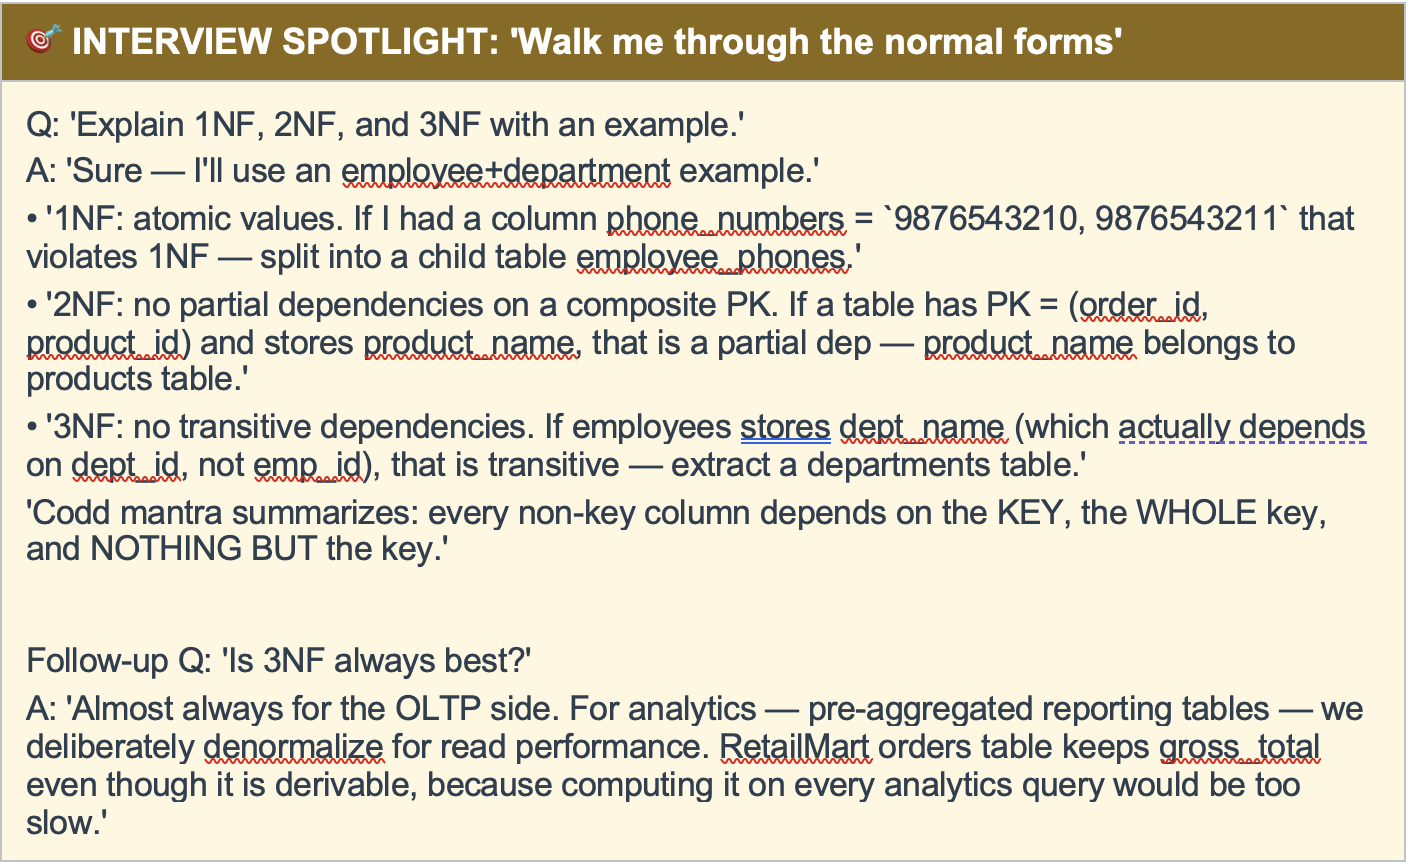 🎯 INTERVIEW SPOTLIGHT: 'Walk me through the normal forms'
Q: 'Explain 1NF, 2NF, and 3NF with an example.'
A: 'Sure — I'll use an employee+department example.'
• '1NF: atomic values. If I had a column phone_numbers = `9876543210, 9876543211` that
violates 1NF — split into a child table employee_phones.'
• '2NF: no partial dependencies on a composite PK. If a table has PK = (order_id,
product_id) and stores product_name, that is a partial dep — product_name belongs to
products table.'
• '3NF: no transitive dependencies. If employees stores dept_name (which actually depends
on dept_id, not emp_id), that is transitive — extract a departments table.'
'Codd mantra summarizes: every non-key column depends on the KEY, the WHOLE key,
and NOTHING BUT the key.'
Follow-up Q: 'Is 3NF always best?'
A: 'Almost always for the OLTP side. For analytics — pre-aggregated reporting tables — we
deliberately denormalize for read performance. RetailMart orders table keeps gross_total
even though it is derivable, because computing it on every analytics query would be too
slow.'